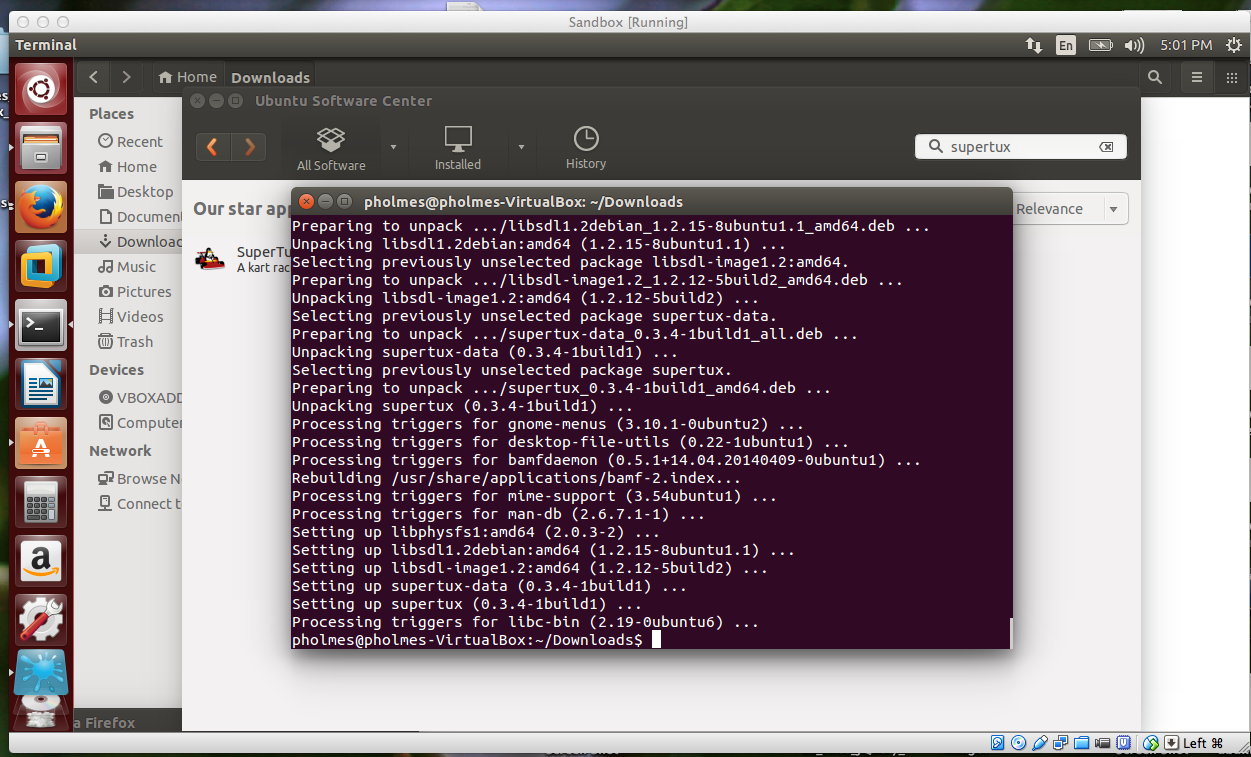 Sandbox [Running]
Terminal
En
5:01 PM
Home
Downloads
Ubuntu Software Center
All Software
Installed
History
supertux
Places
Recent
Home
Desktop
Documen
Downloac
Music
Pictures
Videos
Trash
Devices
VBOXADD
Computer
Network
Browse N
Connect t
Our star app
Relevance
SuperTu
A kart rac
pholmes@pholmes-VirtualBox: ~/Downloads
Preparing to unpack .../libsdl1.2debian_1.2.15-8ubuntu1.1_amd64.deb ...
Unpacking libsdl1.2debian:amd64 (1.2.15-8ubuntu1.1) ...
Selecting previously unselected package libsdl-image1.2:amd64.
Preparing to unpack .../libsdl-image1.2_1.2.12-5build2_amd64.deb ...
Unpacking libsdl-image1.2:amd64 (1.2.12-5build2) ...
Selecting previously unselected package supertux-data.
Preparing to unpack .../supertux-data_0.3.4-1build1_all.deb ...
Unpacking supertux-data (0.3.4-1build1) ...
Selecting previously unselected package supertux.
Preparing to unpack .../supertux_0.3.4-1build1_amd64.deb ...
Unpacking supertux (0.3.4-1build1) ...
Processing triggers for gnome-menus (3.10.1-0ubuntu2) ...
Processing triggers for desktop-file-utils (0.22-1ubuntu1) ...
Processing triggers for bamfdaemon (0.5.1+14.04.20140409-0ubuntu1) ...
Rebuilding /usr/share/applications/bamf-2.index...
Processing triggers for mime-support (3.54ubuntu1) ...
Processing triggers for man-db (2.6.7.1-1) ...
Setting up libphysfs1:amd64 (2.0.3-2) ...
Setting up libsdl1.2debian:amd64 (1.2.15-8ubuntu1.1) ...
Setting up libsdl-image1.2:amd64 (1.2.12-5build2) ...
Setting up supertux-data (0.3.4-1build1) ...
Setting up supertux (0.3.4-1build1) ...
Processing triggers for libc-bin (2.19-0ubuntu6) ...
pholmes@pholmes-VirtualBox:~/Downloads$
a Firefox
Left ⌘